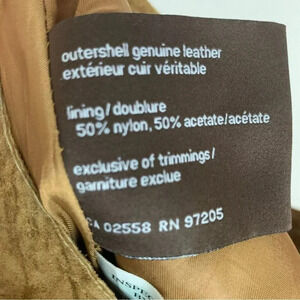 outershell genuine leather
extérieur cuir véritable
lining/doublure
50% nylon, 50% acetate/acétate
exclusive of trimmings/
garniture exclue
CA 02558 RN 97205